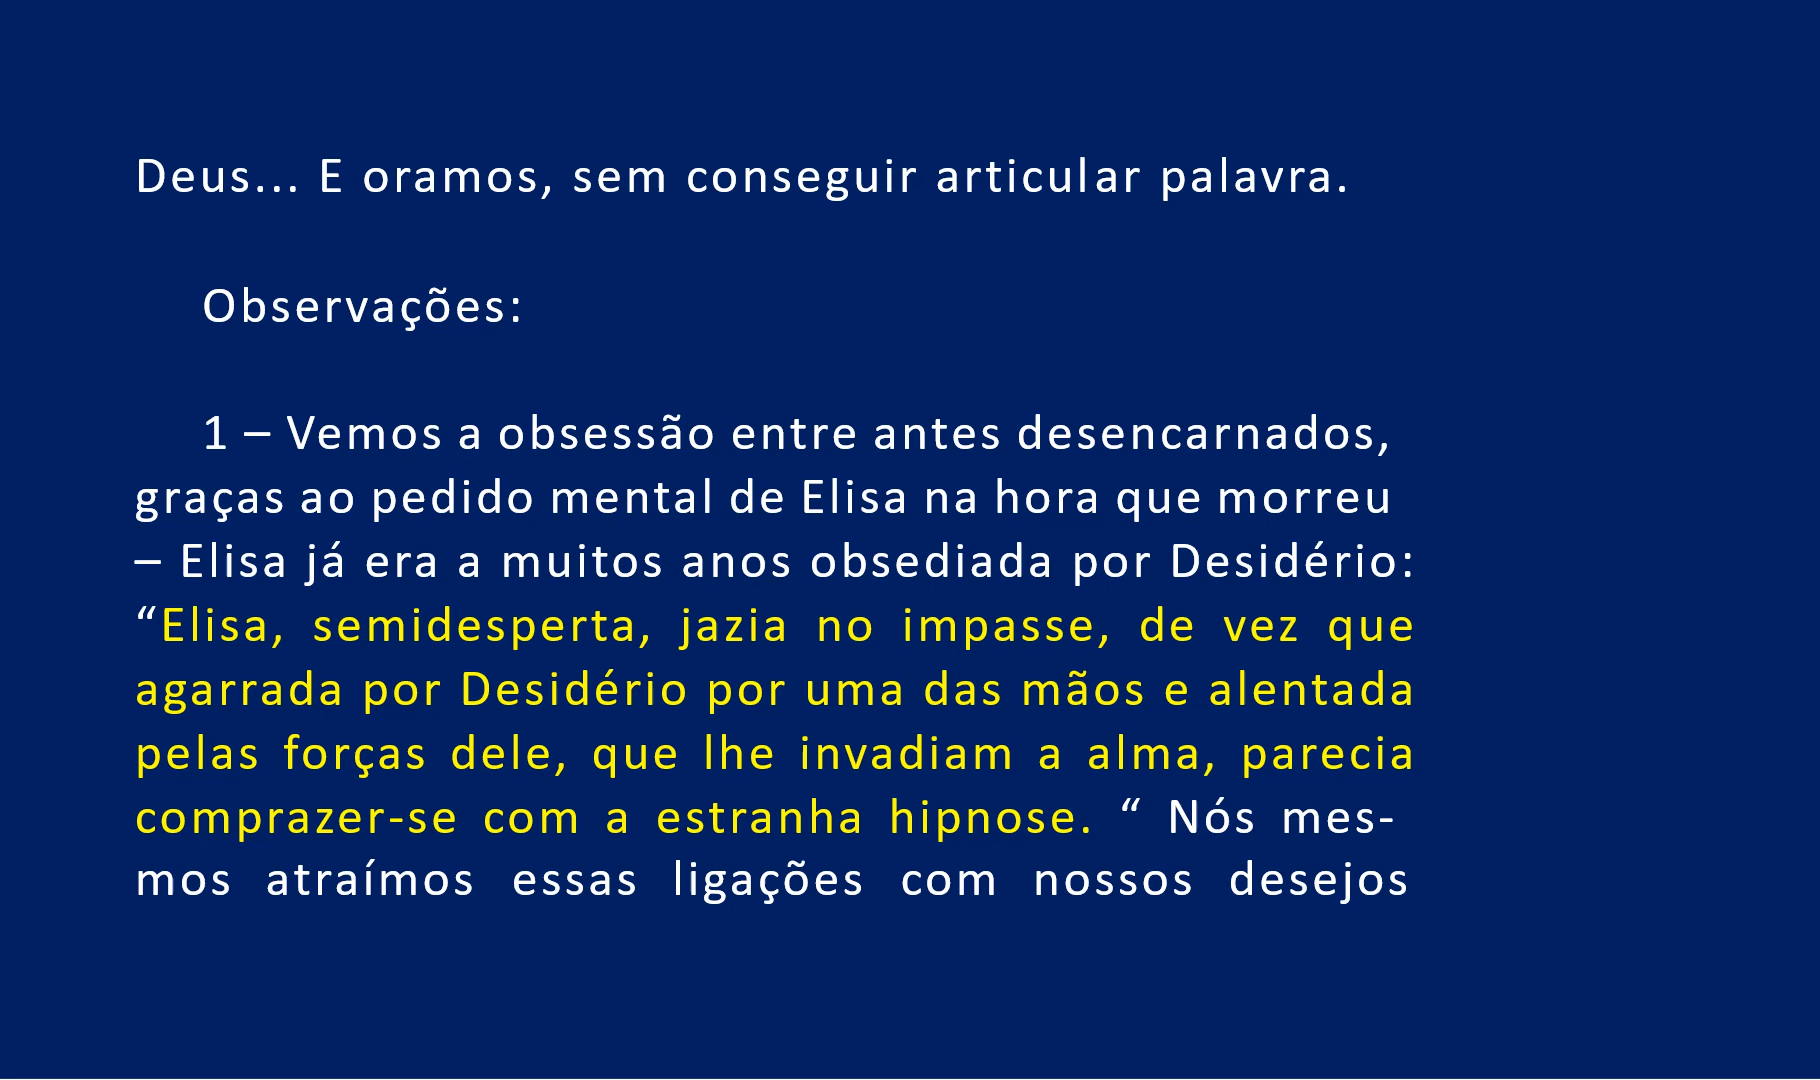 Deus... E oramos, sem conseguir articular palavra.
Observações:
1 – Vemos a obsessão entre antes desencarnados,
graças ao pedido mental de Elisa na hora que morreu
– Elisa já era a muitos anos obsediada por Desidério:
“Elisa, semidesperta, jazia no impasse, de vez que
agarrada por Desidério por uma das mãos e alentada
pelas forças dele, que lhe invadiam a alma, parecia
comprazer-se com a estranha hipnose. “ Nós mes-
mos atraímos essas ligações com nossos desejos